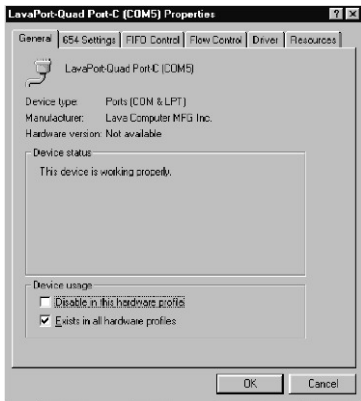 LavaPort-Quad Port-C (COM5) Properties
General 654 Settings FIFO Control Flow Control Driver Resources
LavaPort-Quad Port-C (COM5)
Device type: Ports (COM & LPT)
Manufacturer: Lava Computer MFG Inc.
Hardware version: Not available
Device status
This device is working properly.
Device usage
Disable in this hardware profile
Exists in all hardware profiles
OK Cancel